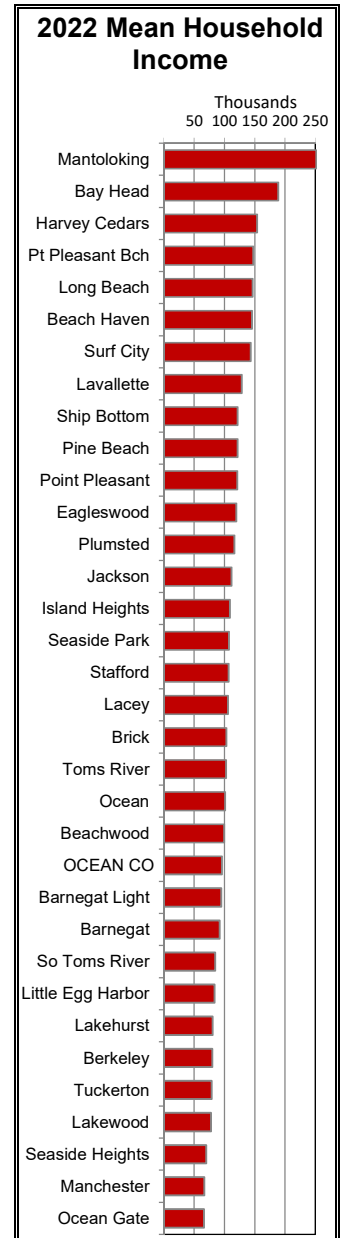 2022 Mean Household
Income
Thousands
50 100 150 200 250
Mantoloking
Bay Head
Harvey Cedars
Pt Pleasant Bch
Long Beach
Beach Haven
Surf City
Lavallette
Ship Bottom
Pine Beach
Point Pleasant
Eagleswood
Plumsted
Jackson
Island Heights
Seaside Park
Stafford
Lacey
Brick
Toms River
Ocean
Beachwood
OCEAN CO
Barnegat Light
Barnegat
So Toms River
Little Egg Harbor
Lakehurst
Berkeley
Tuckerton
Lakewood
Seaside Heights
Manchester
Ocean Gate